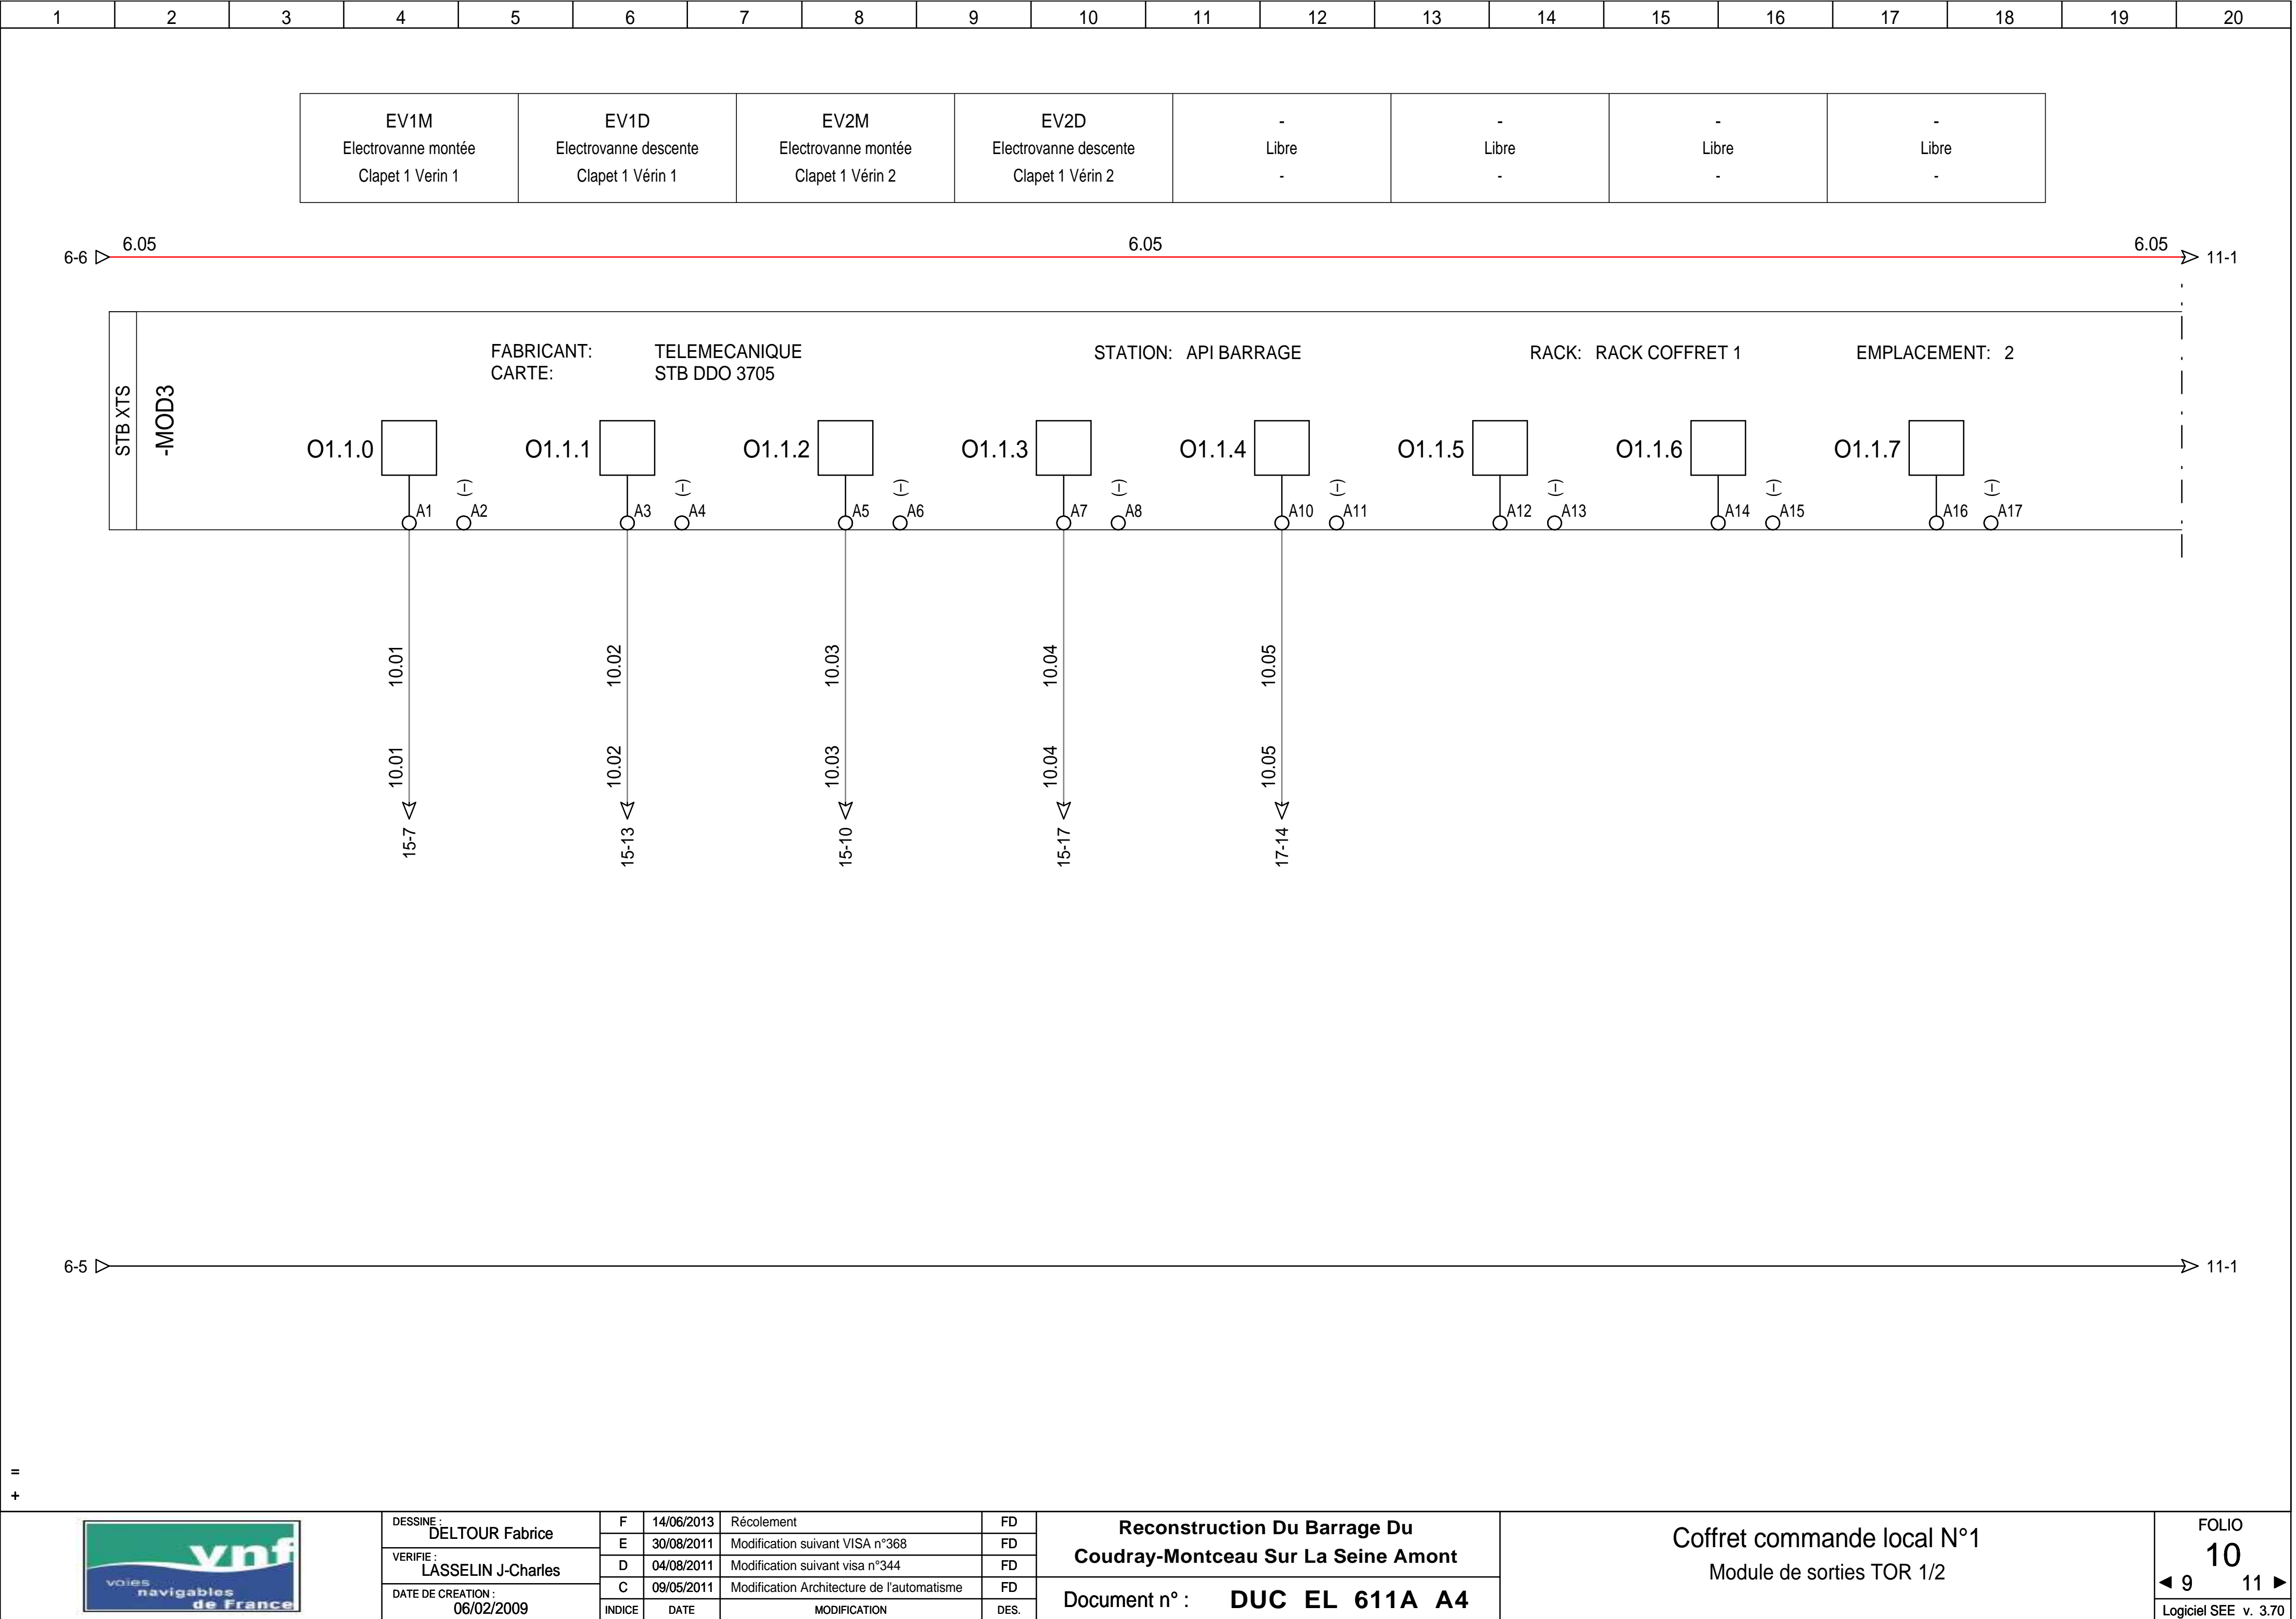 1 2 3 4 5 6 7 8 9 10 11 12 13 14 15 16 17 18 19 20
EV1M EV1D EV2M EV2D - - - -
Electrovanne montée Electrovanne descente Electrovanne montée Electrovanne descente Libre Libre Libre Libre
Clapet 1 Verin 1 Clapet 1 Vérin 1 Clapet 1 Vérin 2 Clapet 1 Vérin 2 - - - -
6.05 6.05 6.05
6-6 11-1
FABRICANT: TELEMECANIQUE STATION: API BARRAGE RACK: RACK COFFRET 1 EMPLACEMENT: 2
CARTE: STB DDO 3705
STB XTS
-MOD3
O1.1.0 O1.1.1 O1.1.2 O1.1.3 O1.1.4 O1.1.5 O1.1.6 O1.1.7
(-) (-) (-) (-) (-) (-) (-) (-)
A1 A2 A3 A4 A5 A6 A7 A8 A10 A11 A12 A13 A14 A15 A16 A17
10.01 10.02 10.03 10.04 10.05
10.01 10.02 10.03 10.04 10.05
15-7 15-13 15-10 15-17 17-14
6-5 11-1
=
+
vnf
voies
navigables
de France
DESSINE :
DELTOUR Fabrice
VERIFIE :
LASSELIN J-Charles
DATE DE CREATION :
06/02/2009
F 14/06/2013 Récolement FD
E 30/08/2011 Modification suivant VISA n°368 FD
D 04/08/2011 Modification suivant visa n°344 FD
C 09/05/2011 Modification Architecture de l'automatisme FD
INDICE DATE MODIFICATION DES.
Reconstruction Du Barrage Du
Coudray-Montceau Sur La Seine Amont
Document n° : DUC EL 611A A4
Coffret commande local N°1
Module de sorties TOR 1/2
FOLIO
10
◄ 9 11 ►
Logiciel SEE v. 3.70